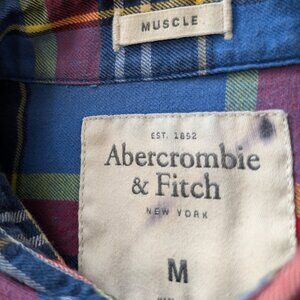 MUSCLE
EST. 1892
Abercrombie
& Fitch
NEW YORK
M